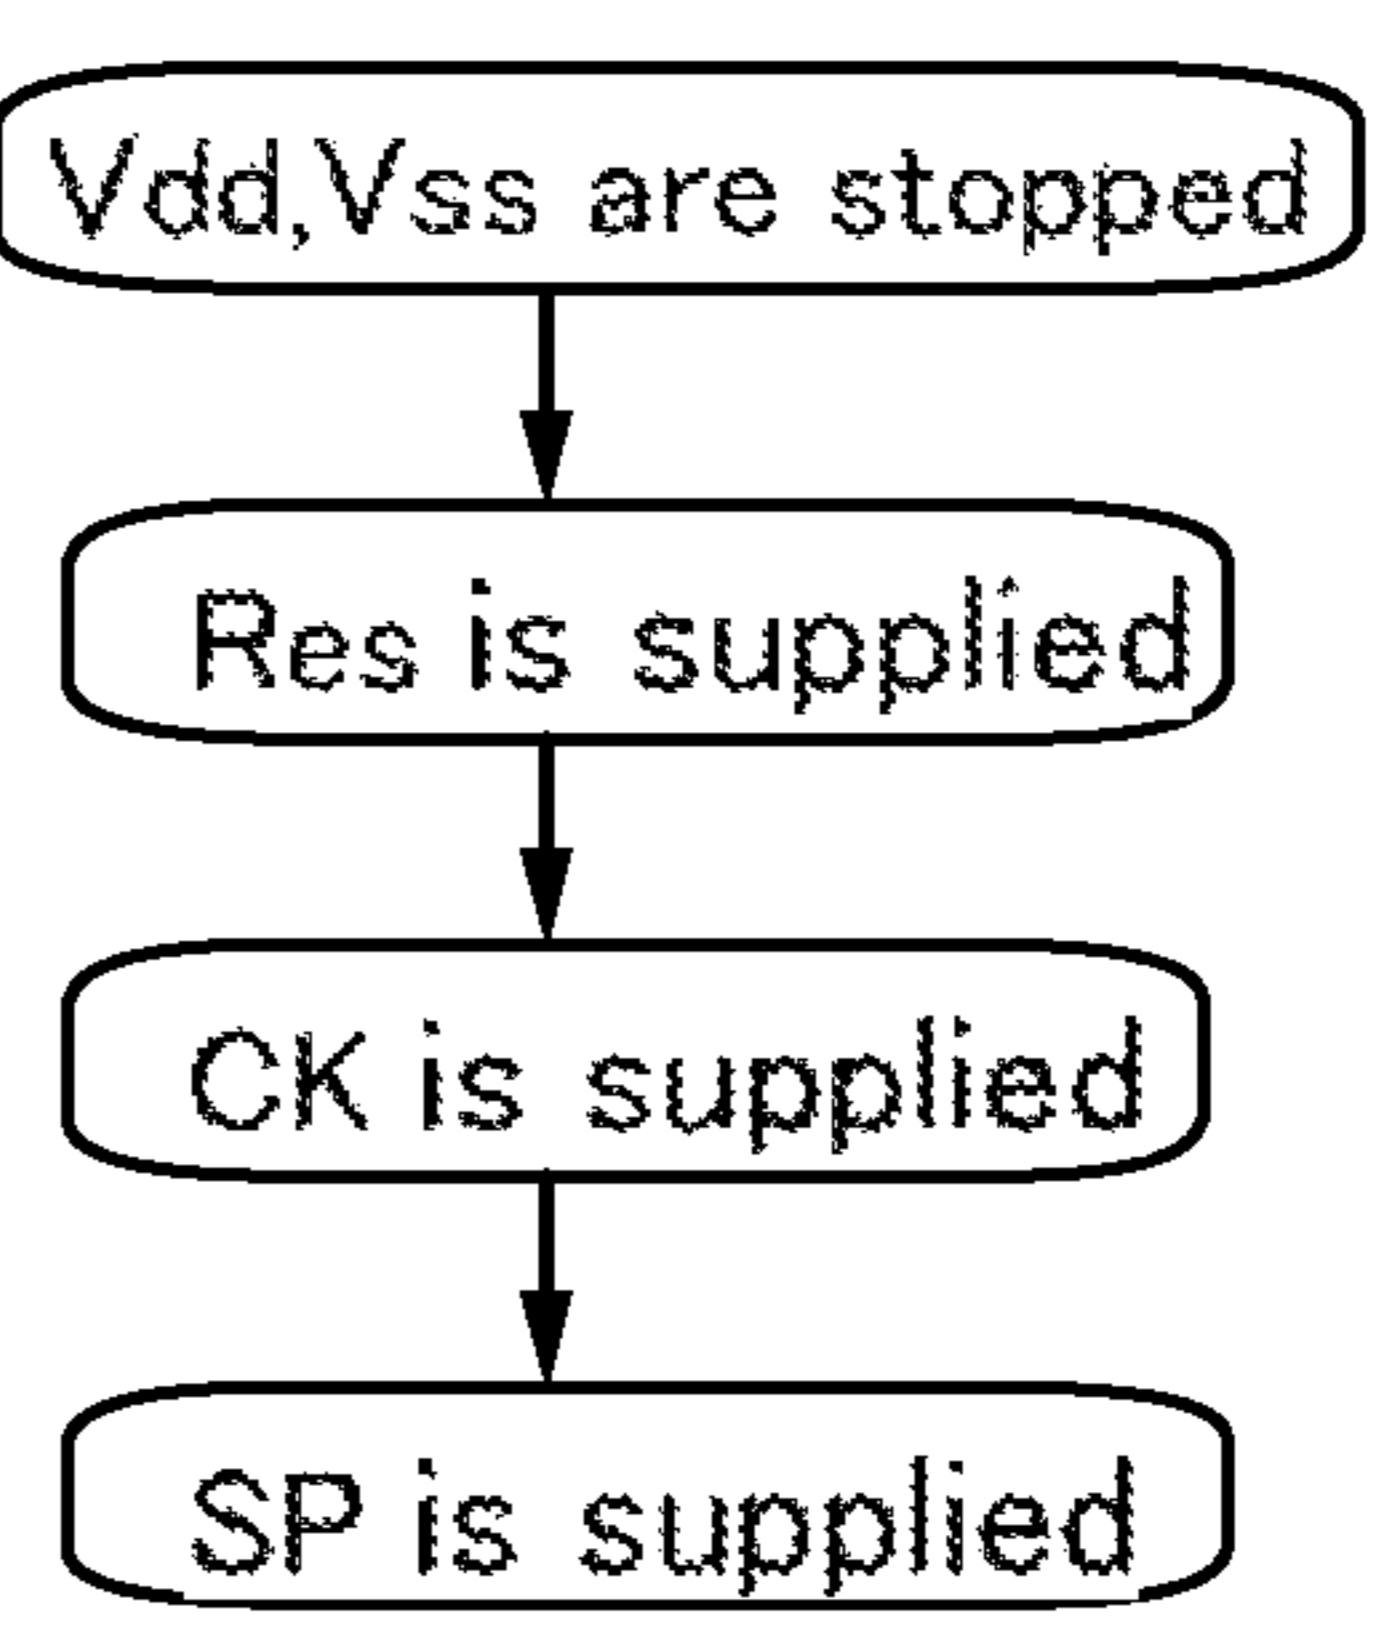 Vdd,Vss are stopped
Res is supplied
CK is supplied
SP is supplied